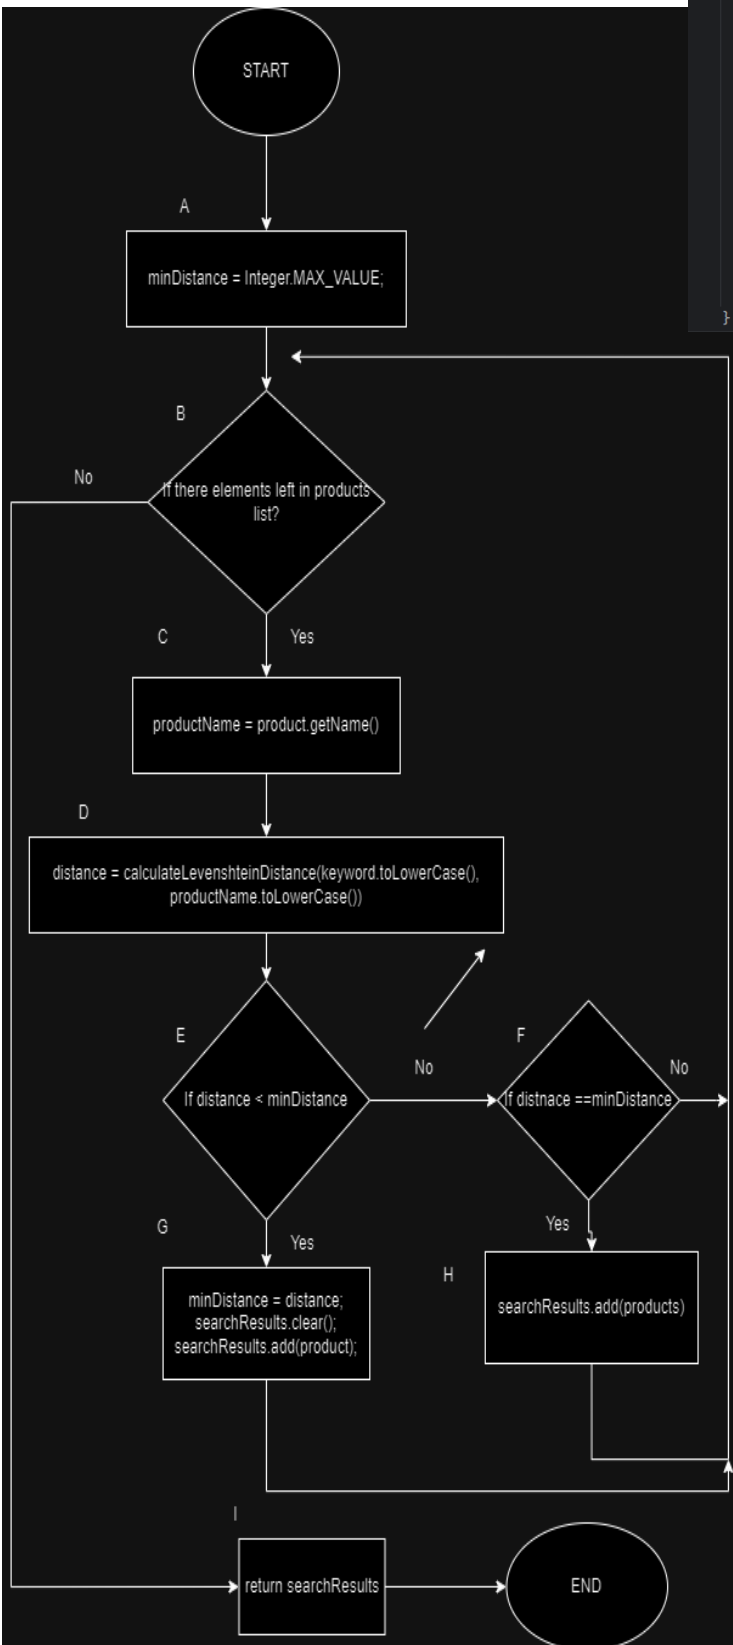 START
A
minDistance = Integer.MAX_VALUE;
}
B
No
If there elements left in products
list?
C
Yes
productName = product.getName()
D
distance = calculateLevenshteinDistance(keyword.toLowerCase(),
productName.toLowerCase())
E
If distance < minDistance
No
F
If distnace ==minDistance
No
G
Yes
minDistance = distance;
searchResults.clear();
searchResults.add(product);
Yes
H
searchResults.add(products)
I
return searchResults
END